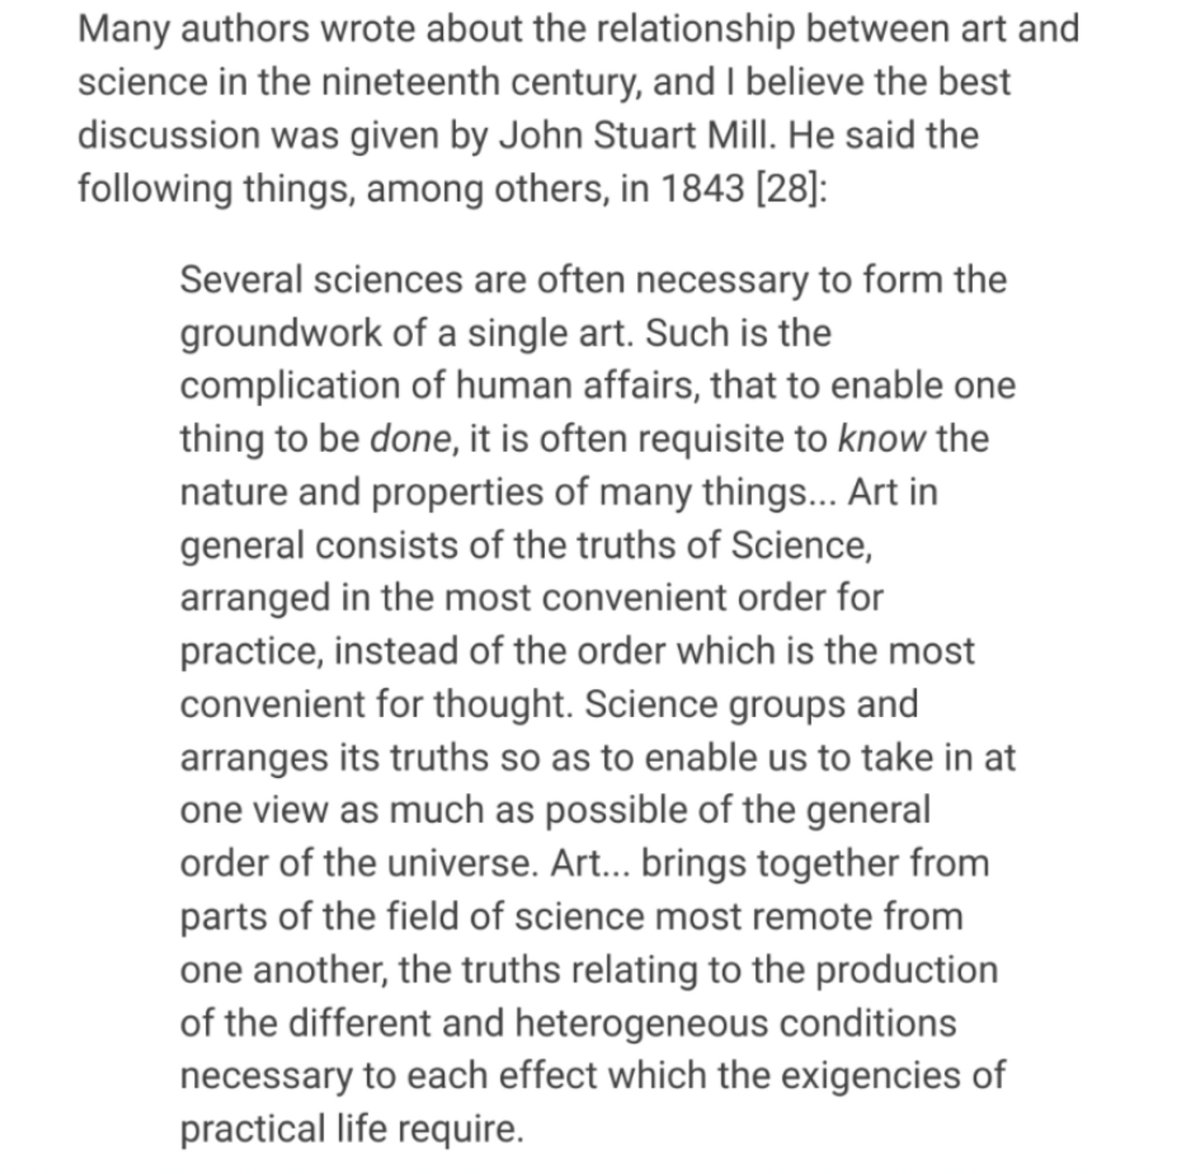 Many authors wrote about the relationship between art and
science in the nineteenth century, and I believe the best
discussion was given by John Stuart Mill. He said the
following things, among others, in 1843 [28]:
Several sciences are often necessary to form the
groundwork of a single art. Such is the
complication of human affairs, that to enable one
thing to be done, it is often requisite to know the
nature and properties of many things... Art in
general consists of the truths of Science,
arranged in the most convenient order for
practice, instead of the order which is the most
convenient for thought. Science groups and
arranges its truths so as to enable us to take in at
one view as much as possible of the general
order of the universe. Art... brings together from
parts of the field of science most remote from
one another, the truths relating to the production
of the different and heterogeneous conditions
necessary to each effect which the exigencies of
practical life require.